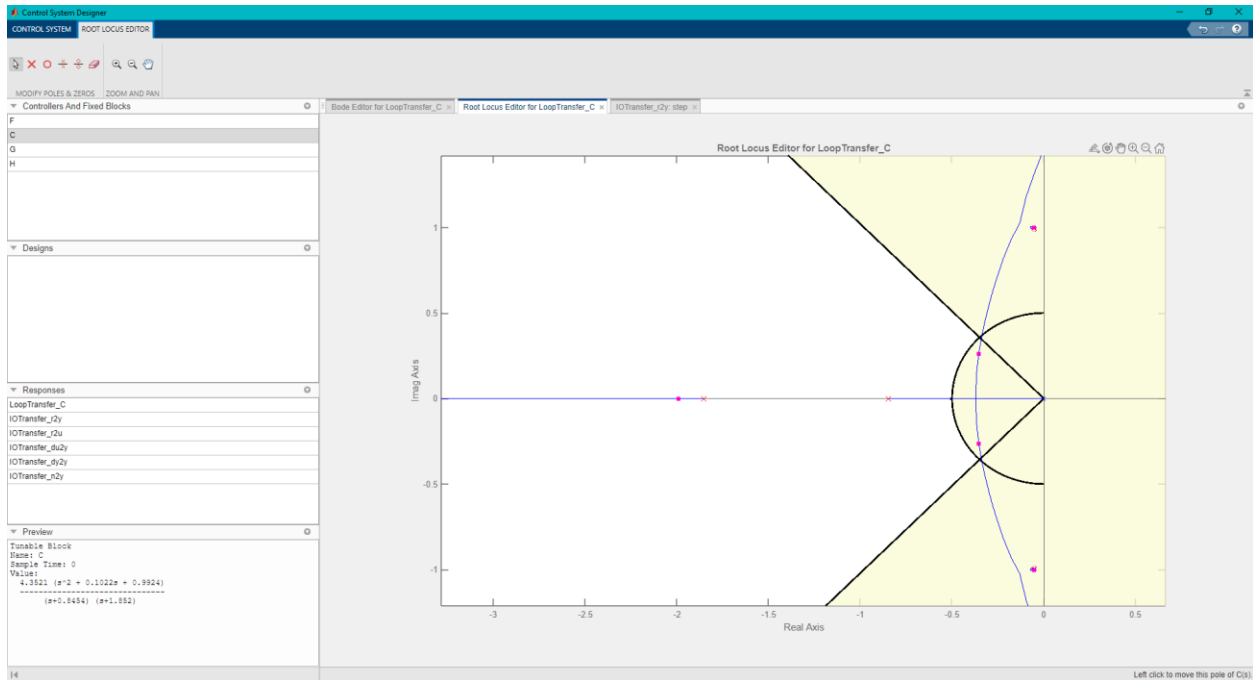 Control System Designer
CONTROL SYSTEM ROOT LOCUS EDITOR
MODIFY POLES & ZEROS ZOOM AND PAN
Controllers And Fixed Blocks
F
C
G
H
Designs
Responses
LoopTransfer_C
IOTransfer_r2y
IOTransfer_r2u
IOTransfer_du2y
IOTransfer_dy2y
IOTransfer_n2y
Preview
Tunable Block
Name: C
Sample Time: 0
Value:
4.3521 (s^2 + 0.1022s + 0.9924)
-------------------------------
(s+0.8454) (s+1.852)
Bode Editor for LoopTransfer_C × Root Locus Editor for LoopTransfer_C × IOTransfer_r2y: step ×
Root Locus Editor for LoopTransfer_C
1
0.5
0
-0.5
-1
Imag Axis
-3 -2.5 -2 -1.5 -1 -0.5 0 0.5
Real Axis
Left click to move this pole of C(s).